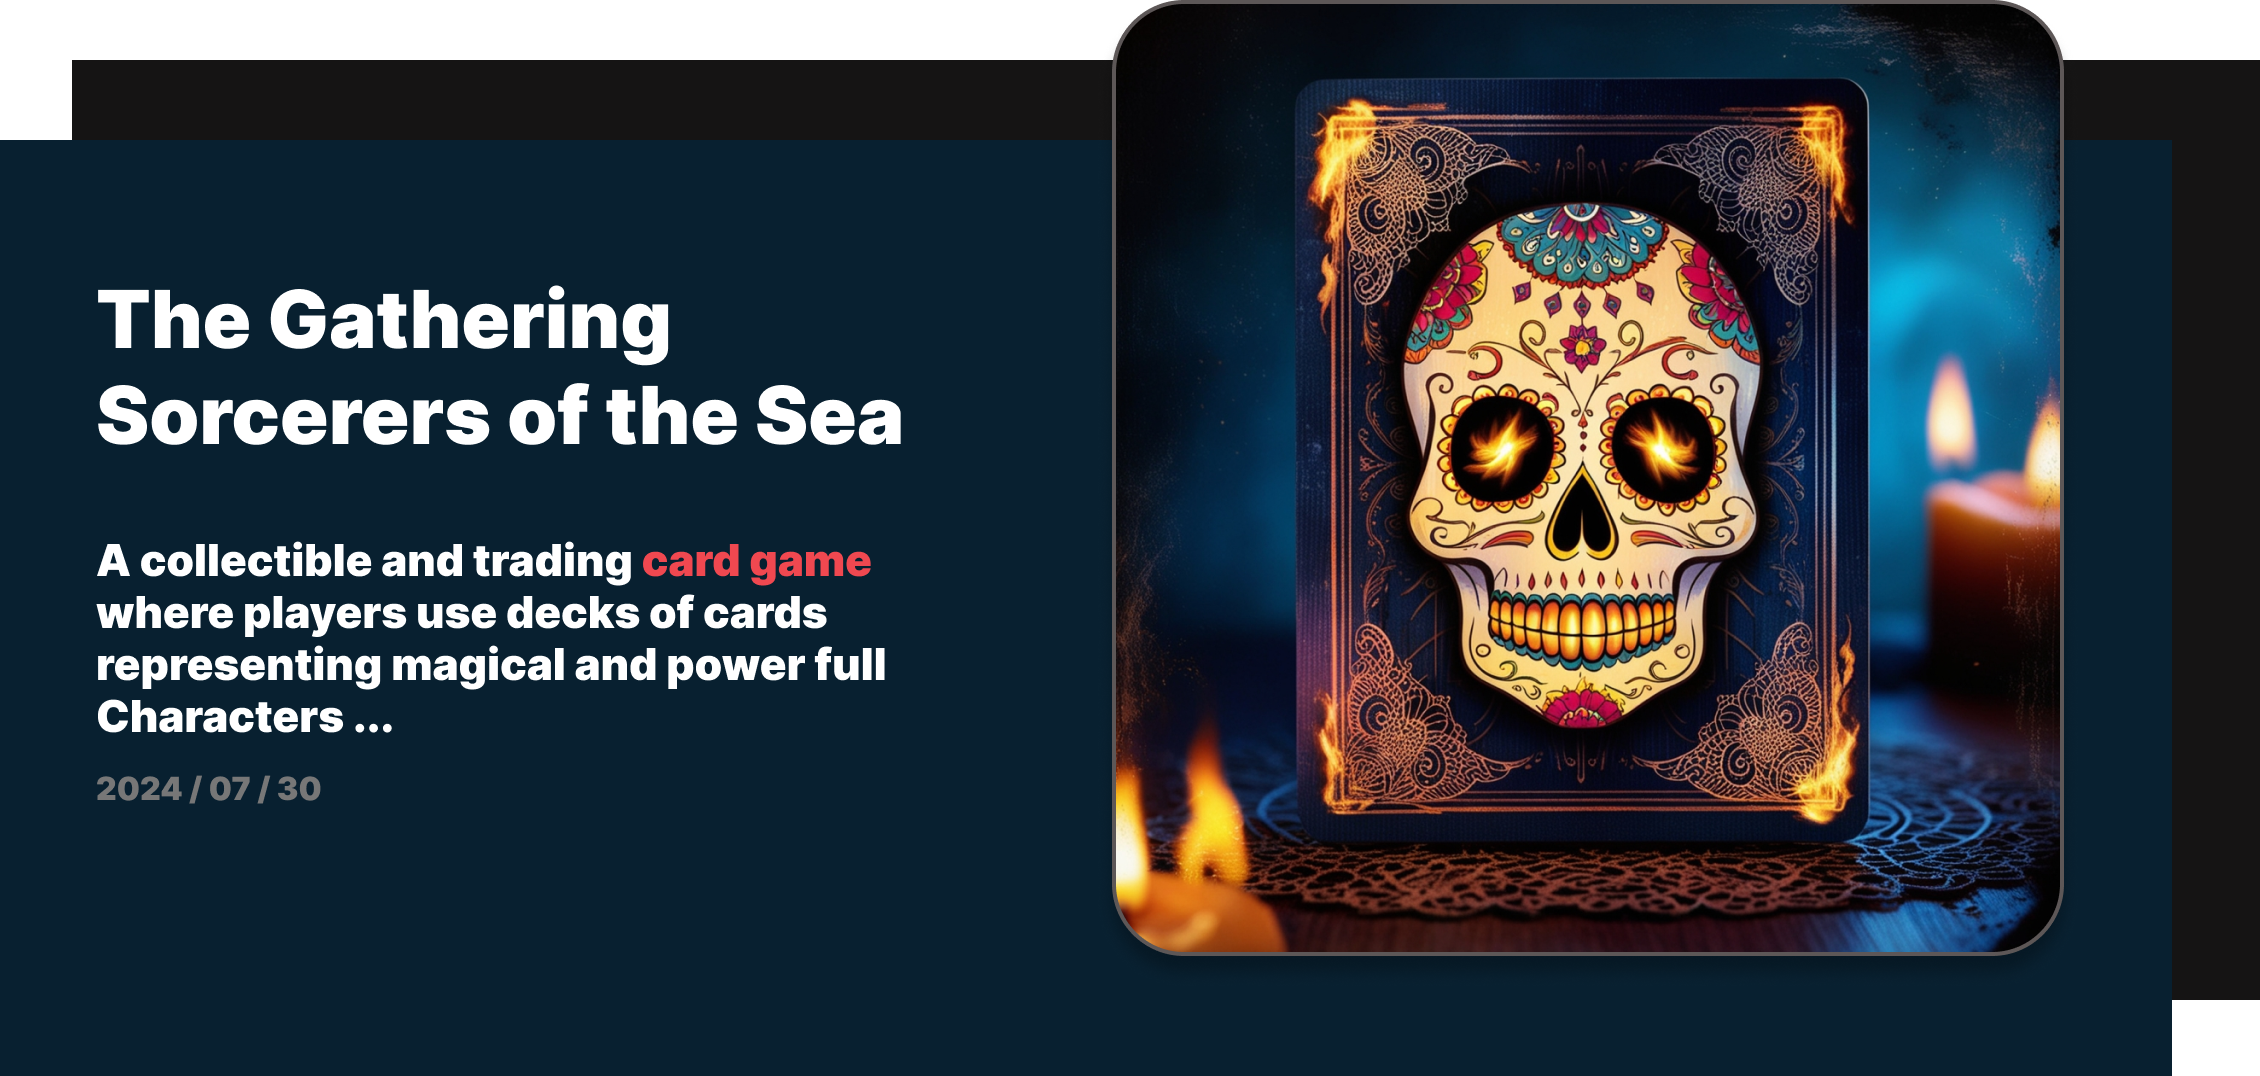 The Gathering
Sorcerers of the Sea
A collectible and trading card game
where players use decks of cards
representing magical and power full
Characters ...
2024 / 07 / 30